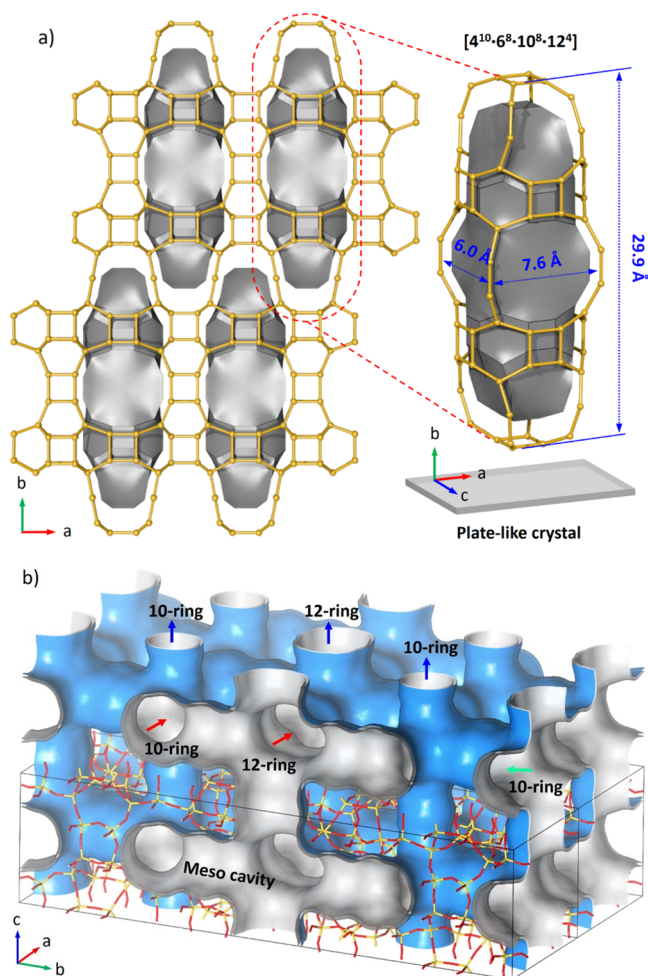 a)
[4¹⁰·6⁸·10⁸·12⁴]
6.0 Å
7.6 Å
29.9 Å
b
a
b
a
c
Plate-like crystal
b)
10-ring
12-ring
10-ring
10-ring
12-ring
10-ring
Meso cavity
c
a
b